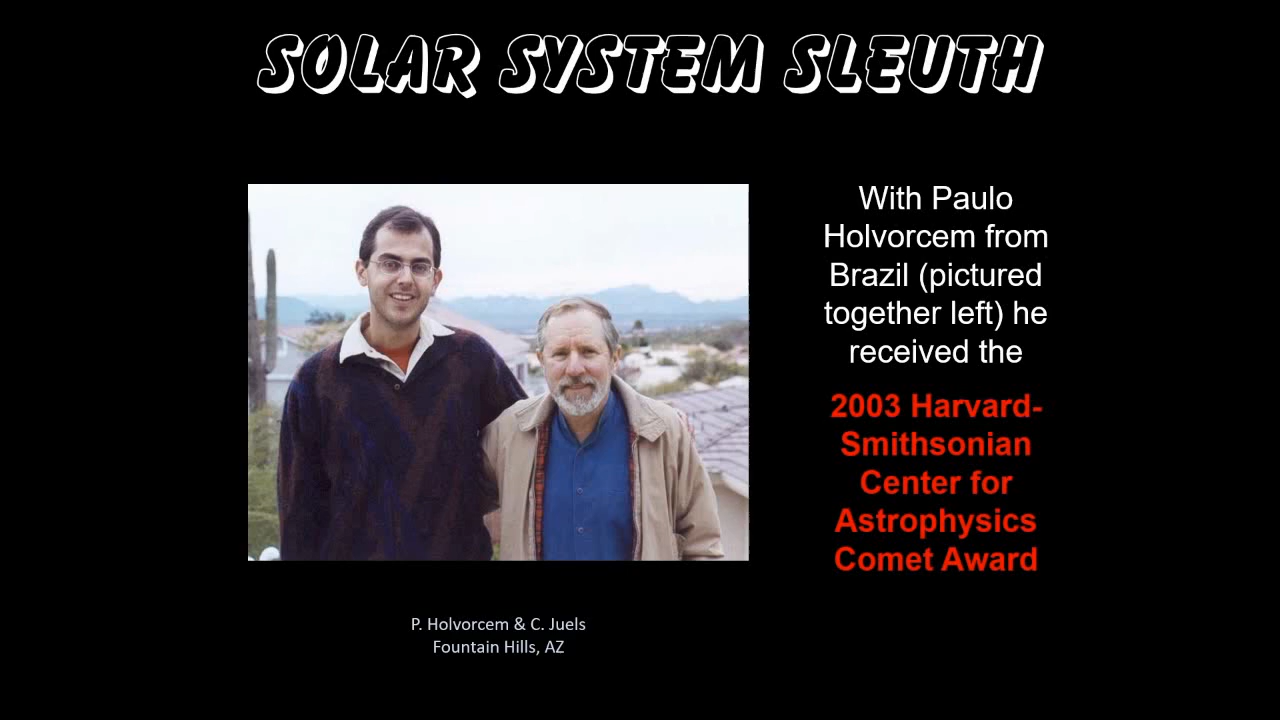 SOLAR SYSTEM SLEUTH
With Paulo
Holvorcem from
Brazil (pictured
together left) he
received the
2003 Harvard-
Smithsonian
Center for
Astrophysics
Comet Award
P. Holvorcem & C. Juels
Fountain Hills, AZ